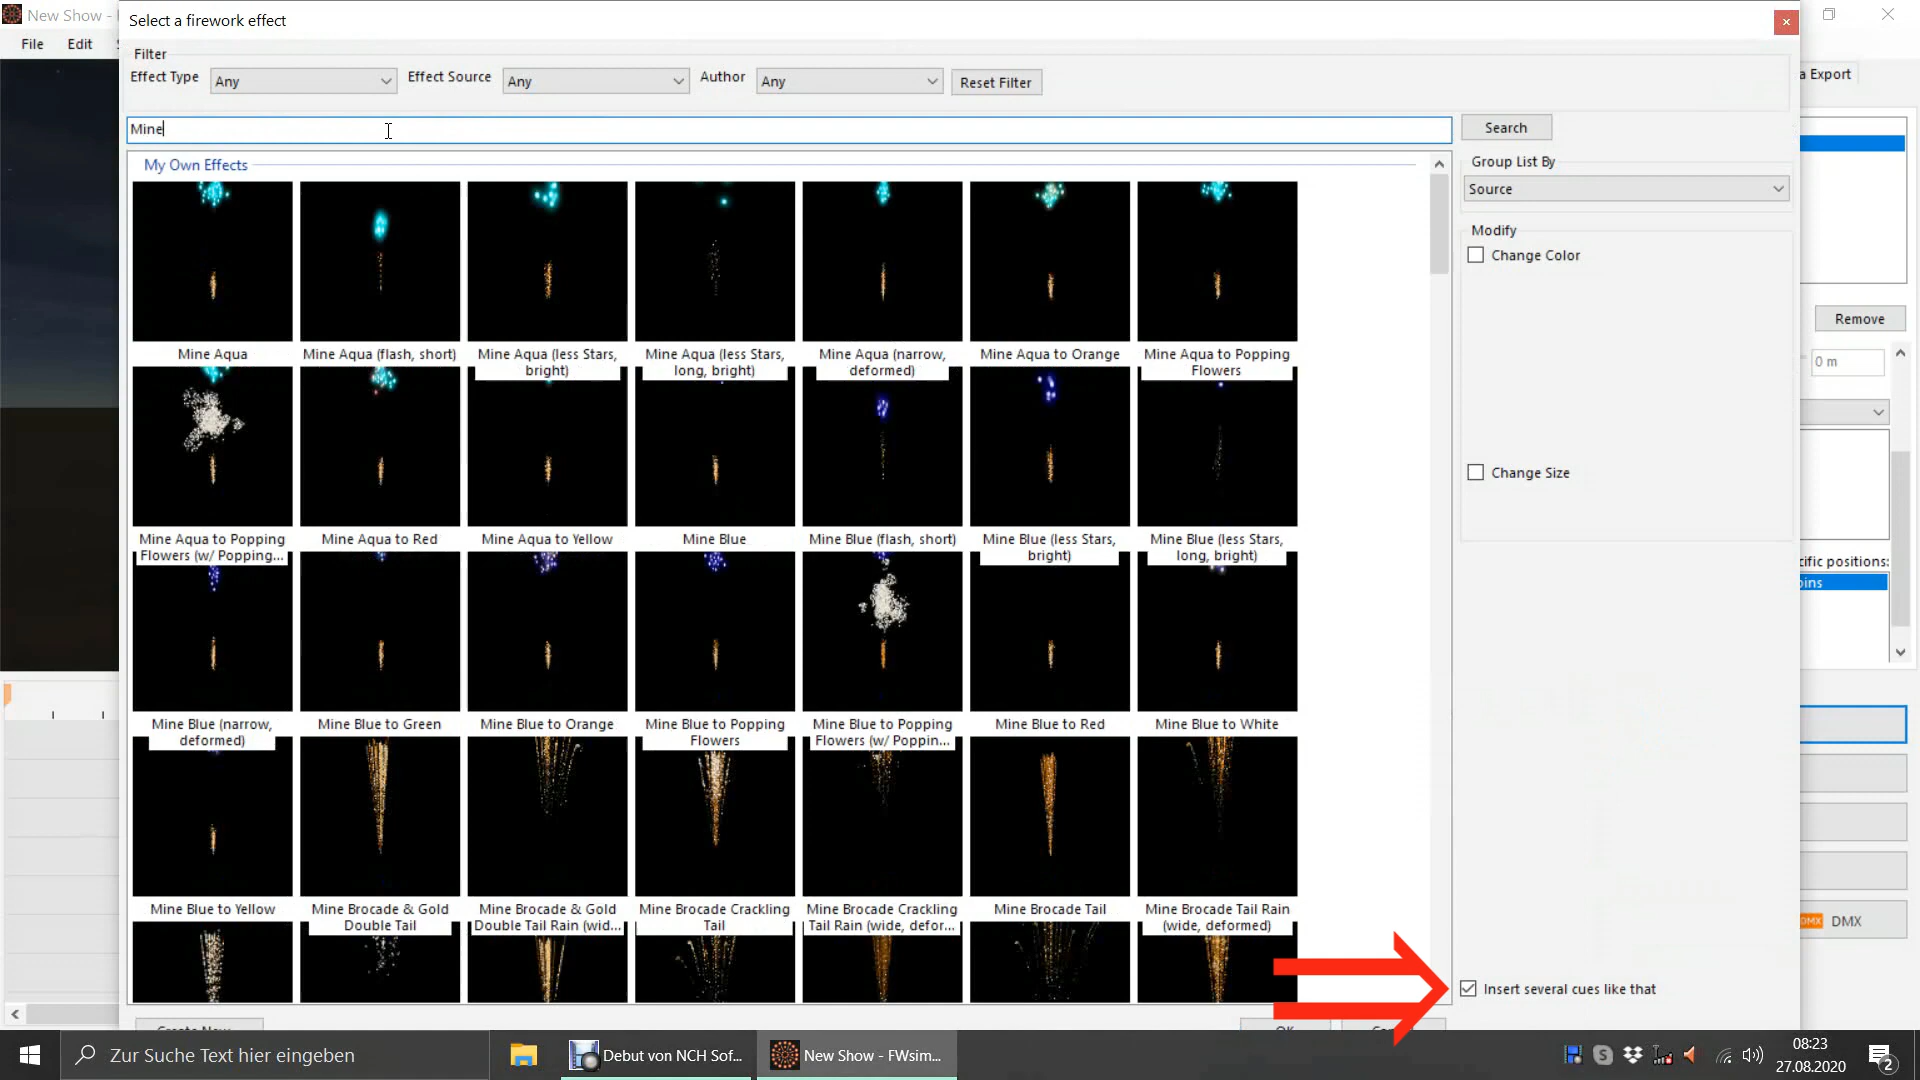 New Show -
Select a firework effect
File Edit
Filter
Effect Type Any Effect Source Any Author Any Reset Filter
a Export
Mine
Search
My Own Effects
Group List By
Source
Modify
Change Color
Remove
0 m
Mine Aqua
Mine Aqua (flash, short)
Mine Aqua (less Stars,
bright)
Mine Aqua (less Stars,
long, bright)
Mine Aqua (narrow,
deformed)
Mine Aqua to Orange
Mine Aqua to Popping
Flowers
Change Size
Mine Aqua to Popping
Flowers (w/ Popping...
Mine Aqua to Red
Mine Aqua to Yellow
Mine Blue
Mine Blue (flash, short)
Mine Blue (less Stars,
bright)
Mine Blue (less Stars,
long, bright)
cific positions:
oins
Mine Blue (narrow,
deformed)
Mine Blue to Green
Mine Blue to Orange
Mine Blue to Popping
Flowers
Mine Blue to Popping
Flowers (w/ Poppin...
Mine Blue to Red
Mine Blue to White
Mine Blue to Yellow
Mine Brocade & Gold
Double Tail
Mine Brocade & Gold
Double Tail Rain (wid...
Mine Brocade Crackling
Tail
Mine Brocade Crackling
Tail Rain (wide, defor...
Mine Brocade Tail
Mine Brocade Tail Rain
(wide, deformed)
DMX DMX
Insert several cues like that
Create New
OK
Zur Suche Text hier eingeben
Debut von NCH Sof...
New Show - FWsim...
08:23
27.08.2020
2